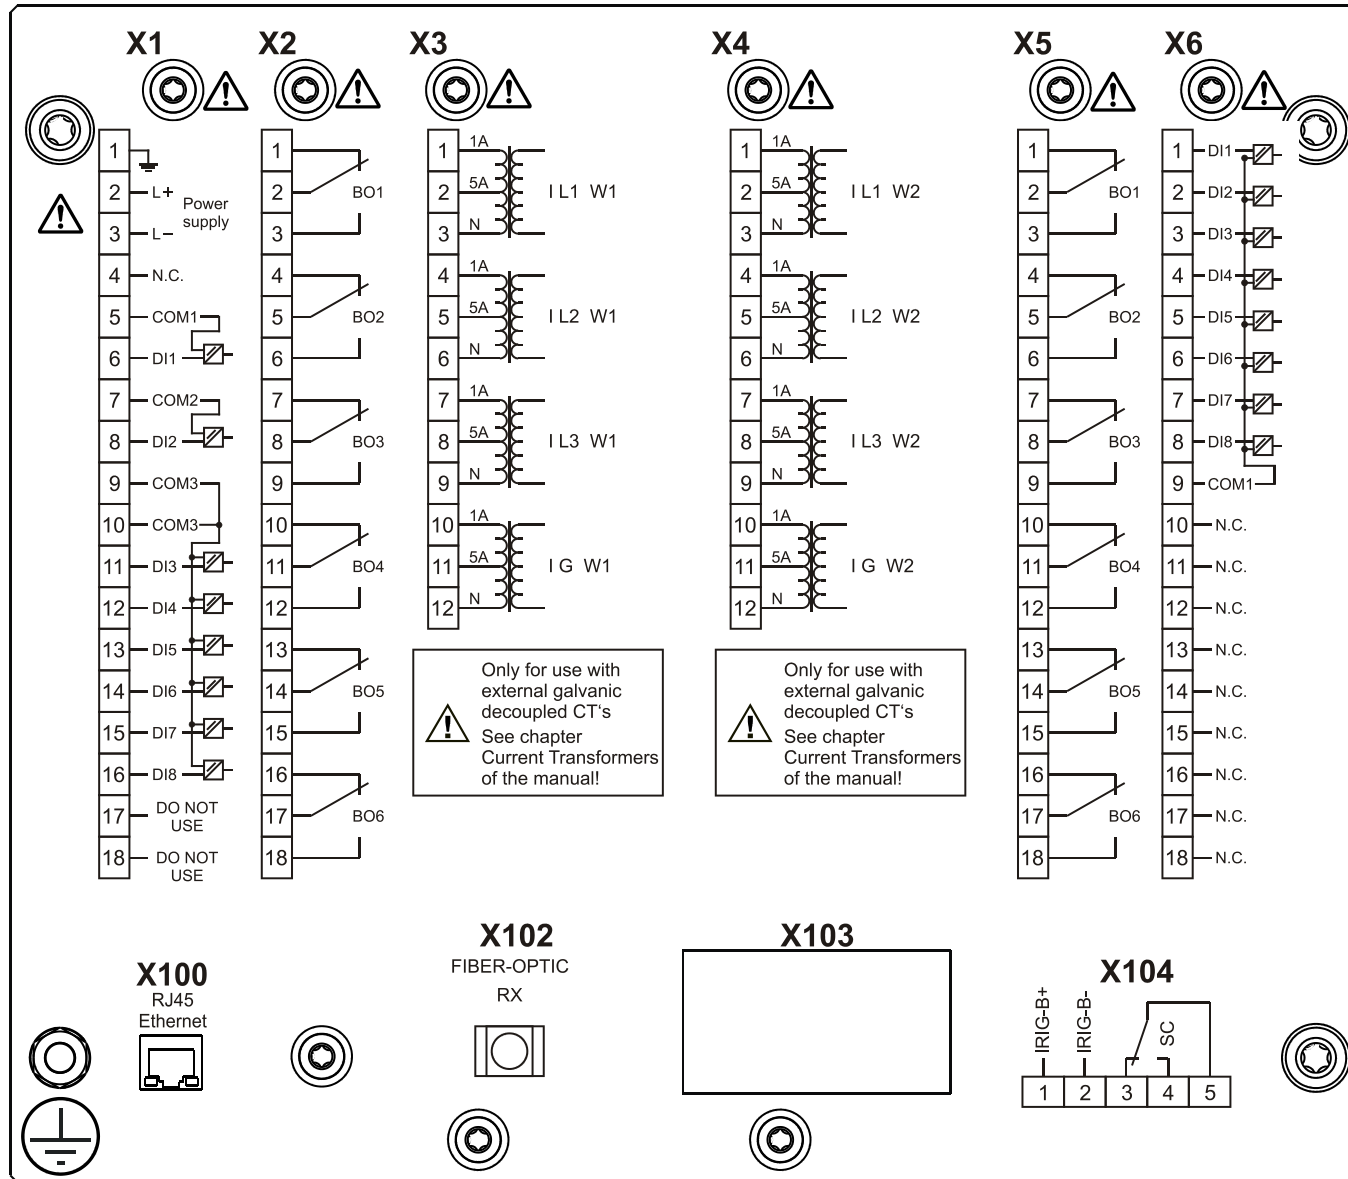 X1
1
2 L+ Power
supply
3 L−
4 N.C.
5 COM1
6 DI1
7 COM2
8 DI2
9 COM3
10 COM3
11 DI3
12 DI4
13 DI5
14 DI6
15 DI7
16 DI8
17 DO NOT
USE
18 DO NOT
USE
X2
1
2 BO1
3
4
5 BO2
6
7
8 BO3
9
10
11 BO4
12
13
14 BO5
15
16
17 BO6
18
X3
1 1A
2 5A I L1 W1
3 N
4 1A
5 5A I L2 W1
6 N
7 1A
8 5A I L3 W1
9 N
10 1A
11 5A I G W1
12 N
Only for use with
external galvanic
decoupled CT‘s
See chapter
Current Transformers
of the manual!
X4
1 1A
2 5A I L1 W2
3 N
4 1A
5 5A I L2 W2
6 N
7 1A
8 5A I L3 W2
9 N
10 1A
11 5A I G W2
12 N
Only for use with
external galvanic
decoupled CT‘s
See chapter
Current Transformers
of the manual!
X5
1
2 BO1
3
4
5 BO2
6
7
8 BO3
9
10
11 BO4
12
13
14 BO5
15
16
17 BO6
18
X6
1 DI1
2 DI2
3 DI3
4 DI4
5 DI5
6 DI6
7 DI7
8 DI8
9 COM1
10 N.C.
11 N.C.
12 N.C.
13 N.C.
14 N.C.
15 N.C.
16 N.C.
17 N.C.
18 N.C.
X100
RJ45
Ethernet
X102
FIBER-OPTIC
RX
X103
X104
IRIG-B+
IRIG-B-
SC
1 2 3 4 5